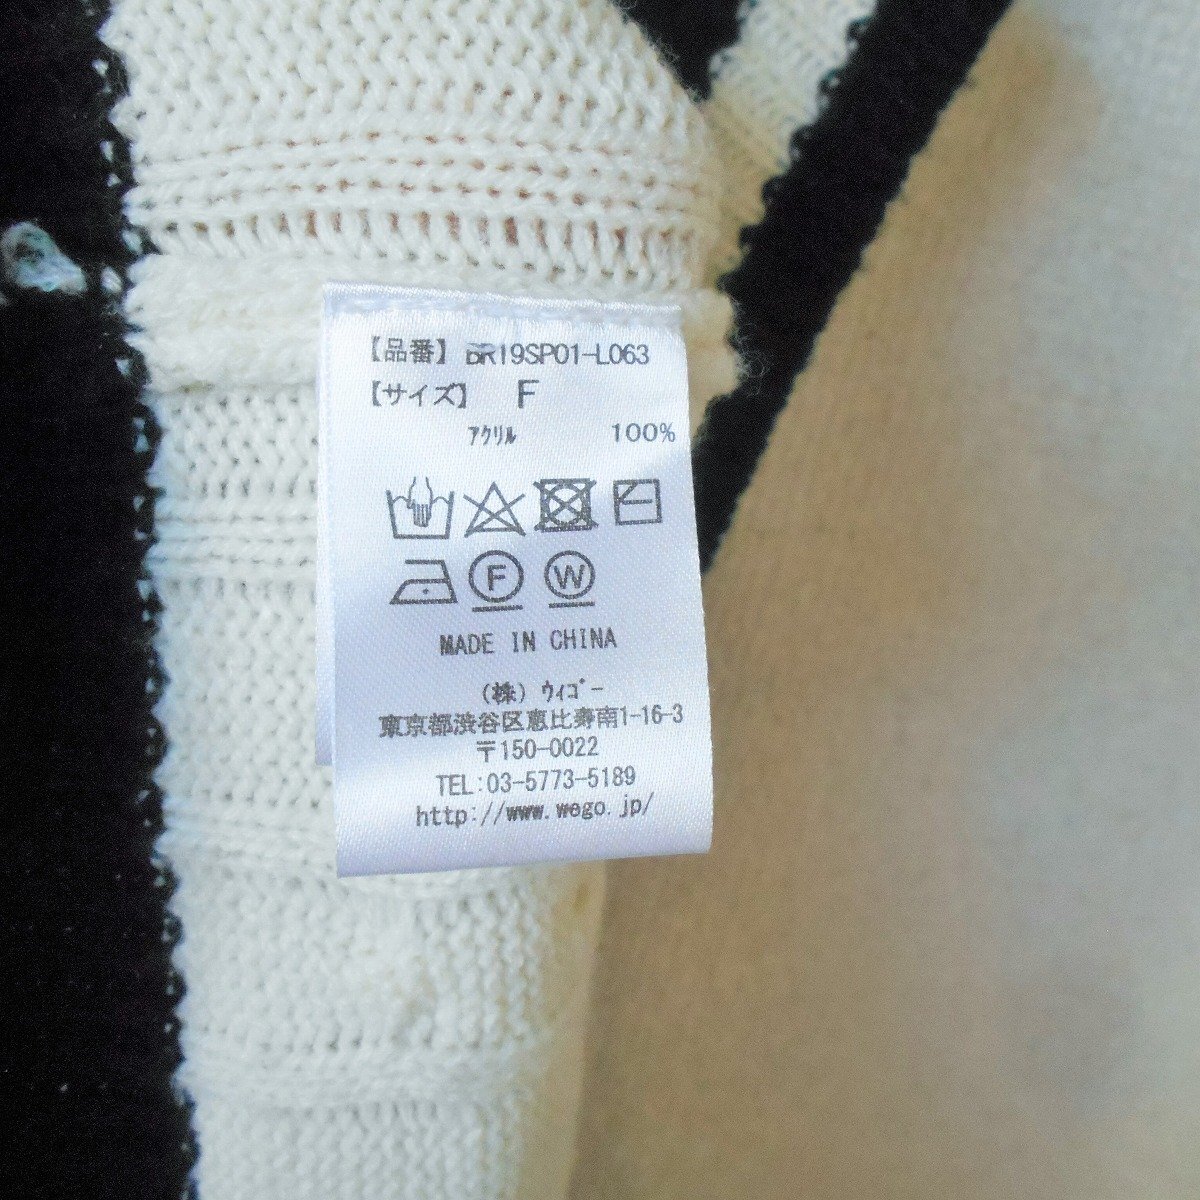 【品番】 BR19SP01-L063
【サイズ】 F
アクリル 100%
F W
MADE IN CHINA
(株) ウィゴー
東京都渋谷区恵比寿南1-16-3
〒150-0022
TEL:03-5773-5189
http://www.wego.jp/